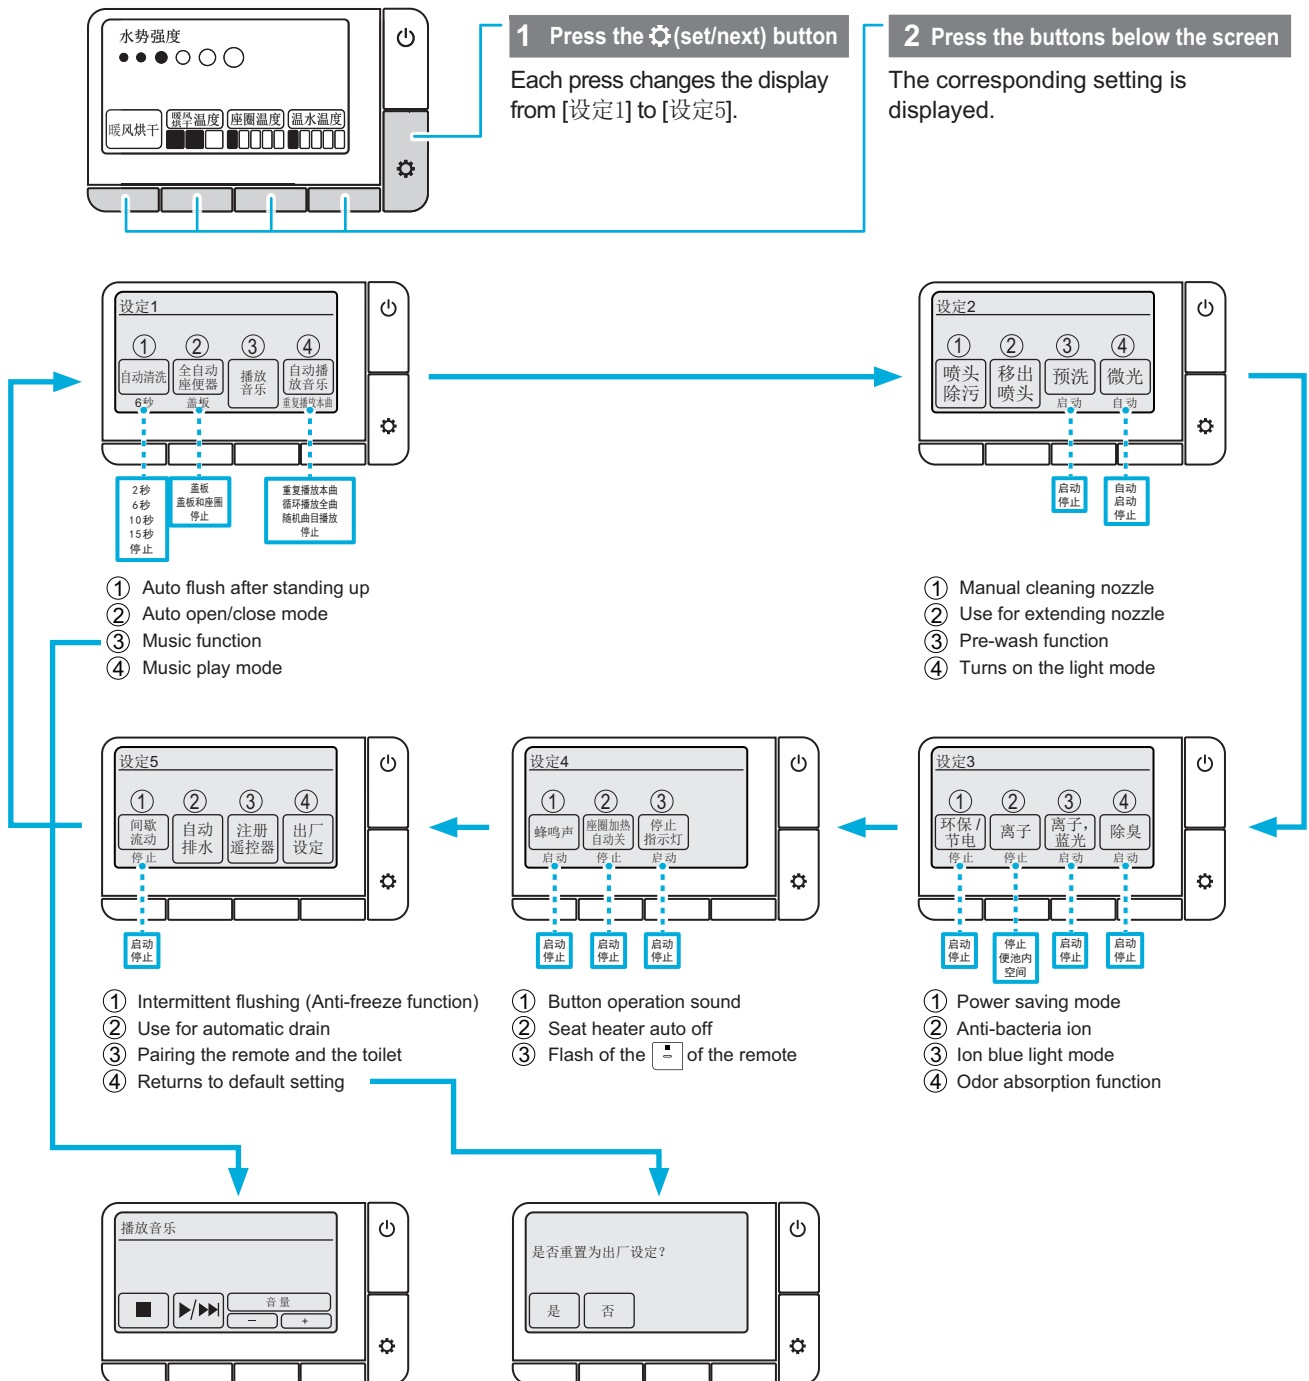 水势强度
暖风烘干 暖风烘干温度 座圈温度 温水温度
1 Press the (set/next) button
Each press changes the display
from [设定1] to [设定5].
2 Press the buttons below the screen
The corresponding setting is
displayed.
设定1
① ② ③ ④
自动清洗 全自动座便器 播放音乐 自动播放音乐
6秒 盖板 重复播放本曲
2秒
6秒
10秒
15秒
停止
盖板
盖板和座圈
停止
重复播放本曲
循环播放全曲
随机曲目播放
停止
① Auto flush after standing up
② Auto open/close mode
③ Music function
④ Music play mode
设定2
① ② ③ ④
喷头除污 移出喷头 预洗 微光
启动 自动
启动
停止
自动
启动
停止
① Manual cleaning nozzle
② Use for extending nozzle
③ Pre-wash function
④ Turns on the light mode
设定5
① ② ③ ④
间歇流动 自动排水 注册遥控器 出厂设定
停止
启动
停止
① Intermittent flushing (Anti-freeze function)
② Use for automatic drain
③ Pairing the remote and the toilet
④ Returns to default setting
设定4
① ② ③
蜂鸣声 座圈加热自动关 停止指示灯
启动 停止 启动
启动
停止
启动
停止
启动
停止
① Button operation sound
② Seat heater auto off
③ Flash of the of the remote
设定3
① ② ③ ④
环保/节电 离子 离子,蓝光 除臭
停止 停止 启动 启动
启动
停止
停止
便池内
空间
启动
停止
启动
停止
① Power saving mode
② Anti-bacteria ion
③ Ion blue light mode
④ Odor absorption function
播放音乐
音量
− +
是否重置为出厂设定?
是 否